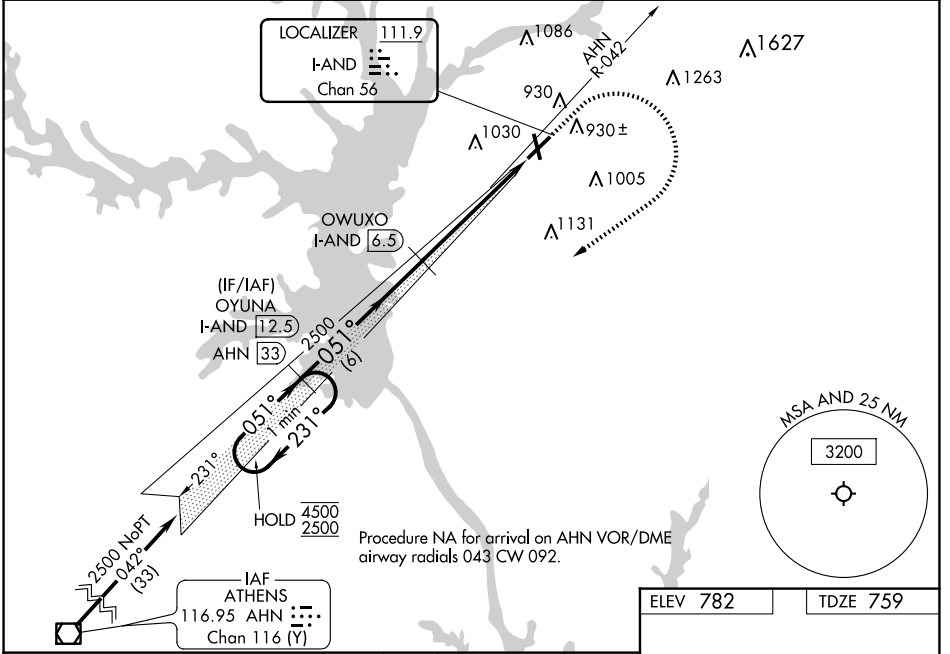 LOCALIZER 111.9
I-AND
Chan 56
1086
AHN
R-042
1627
1263
930
930 ±
1030
1005
1131
OWUXO
I-AND 6.5
(IF/IAF)
OYUNA
I-AND 12.5
AHN 33
2500
051°
(6)
051°
1 min
231°
231°
HOLD 4500
2500
2500 NoPT
042°
(33)
Procedure NA for arrival on AHN VOR/DME
airway radials 043 CW 092.
MSA AND 25 NM
3200
IAF
ATHENS
116.95 AHN
Chan 116 (Y)
ELEV 782
TDZE 759